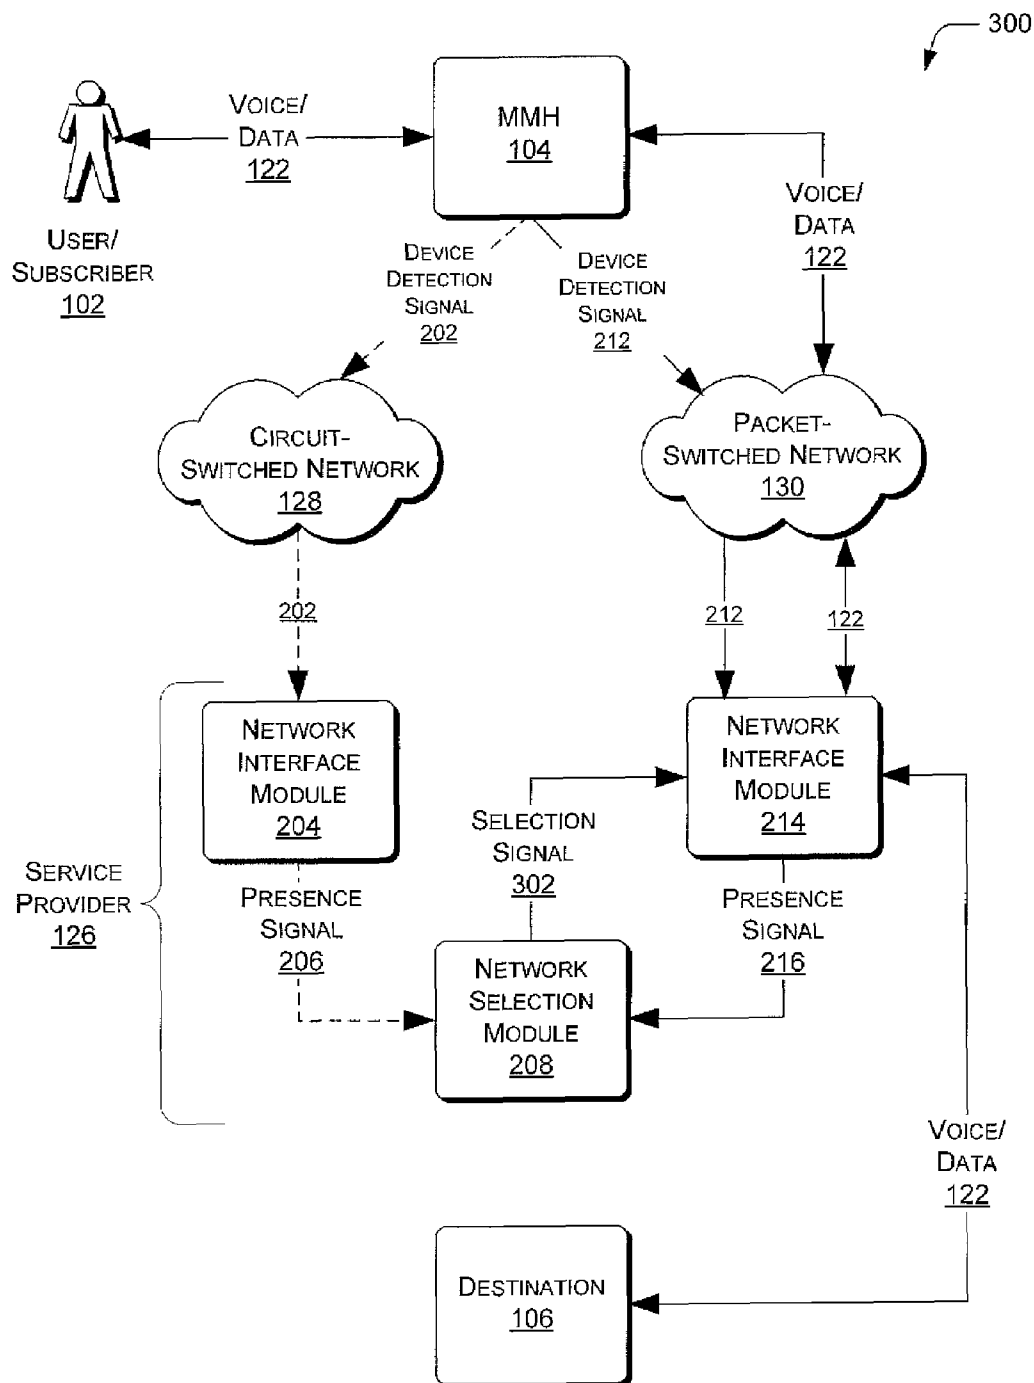 300
VOICE/
DATA
122
MMH
104
USER/
SUBSCRIBER
102
VOICE/
DATA
122
DEVICE
DETECTION
SIGNAL
202
DEVICE
DETECTION
SIGNAL
212
CIRCUIT-
SWITCHED NETWORK
128
PACKET-
SWITCHED NETWORK
130
202
212
122
NETWORK
INTERFACE
MODULE
204
NETWORK
INTERFACE
MODULE
214
SELECTION
SIGNAL
302
SERVICE
PROVIDER
126
PRESENCE
SIGNAL
206
PRESENCE
SIGNAL
216
NETWORK
SELECTION
MODULE
208
VOICE/
DATA
122
DESTINATION
106